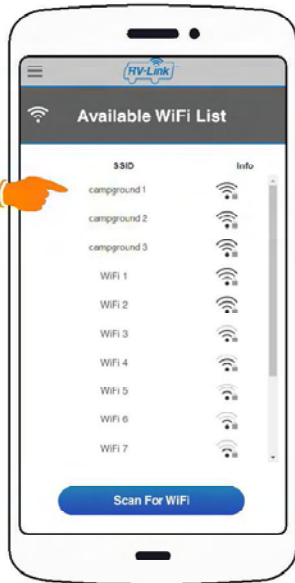 RV-Link
Available WiFi List
SSID Info
campground 1
campground 2
campground 3
WiFi 1
WiFi 2
WiFi 3
WiFi 4
WiFi 5
WiFi 6
WiFi 7
Scan For WiFi